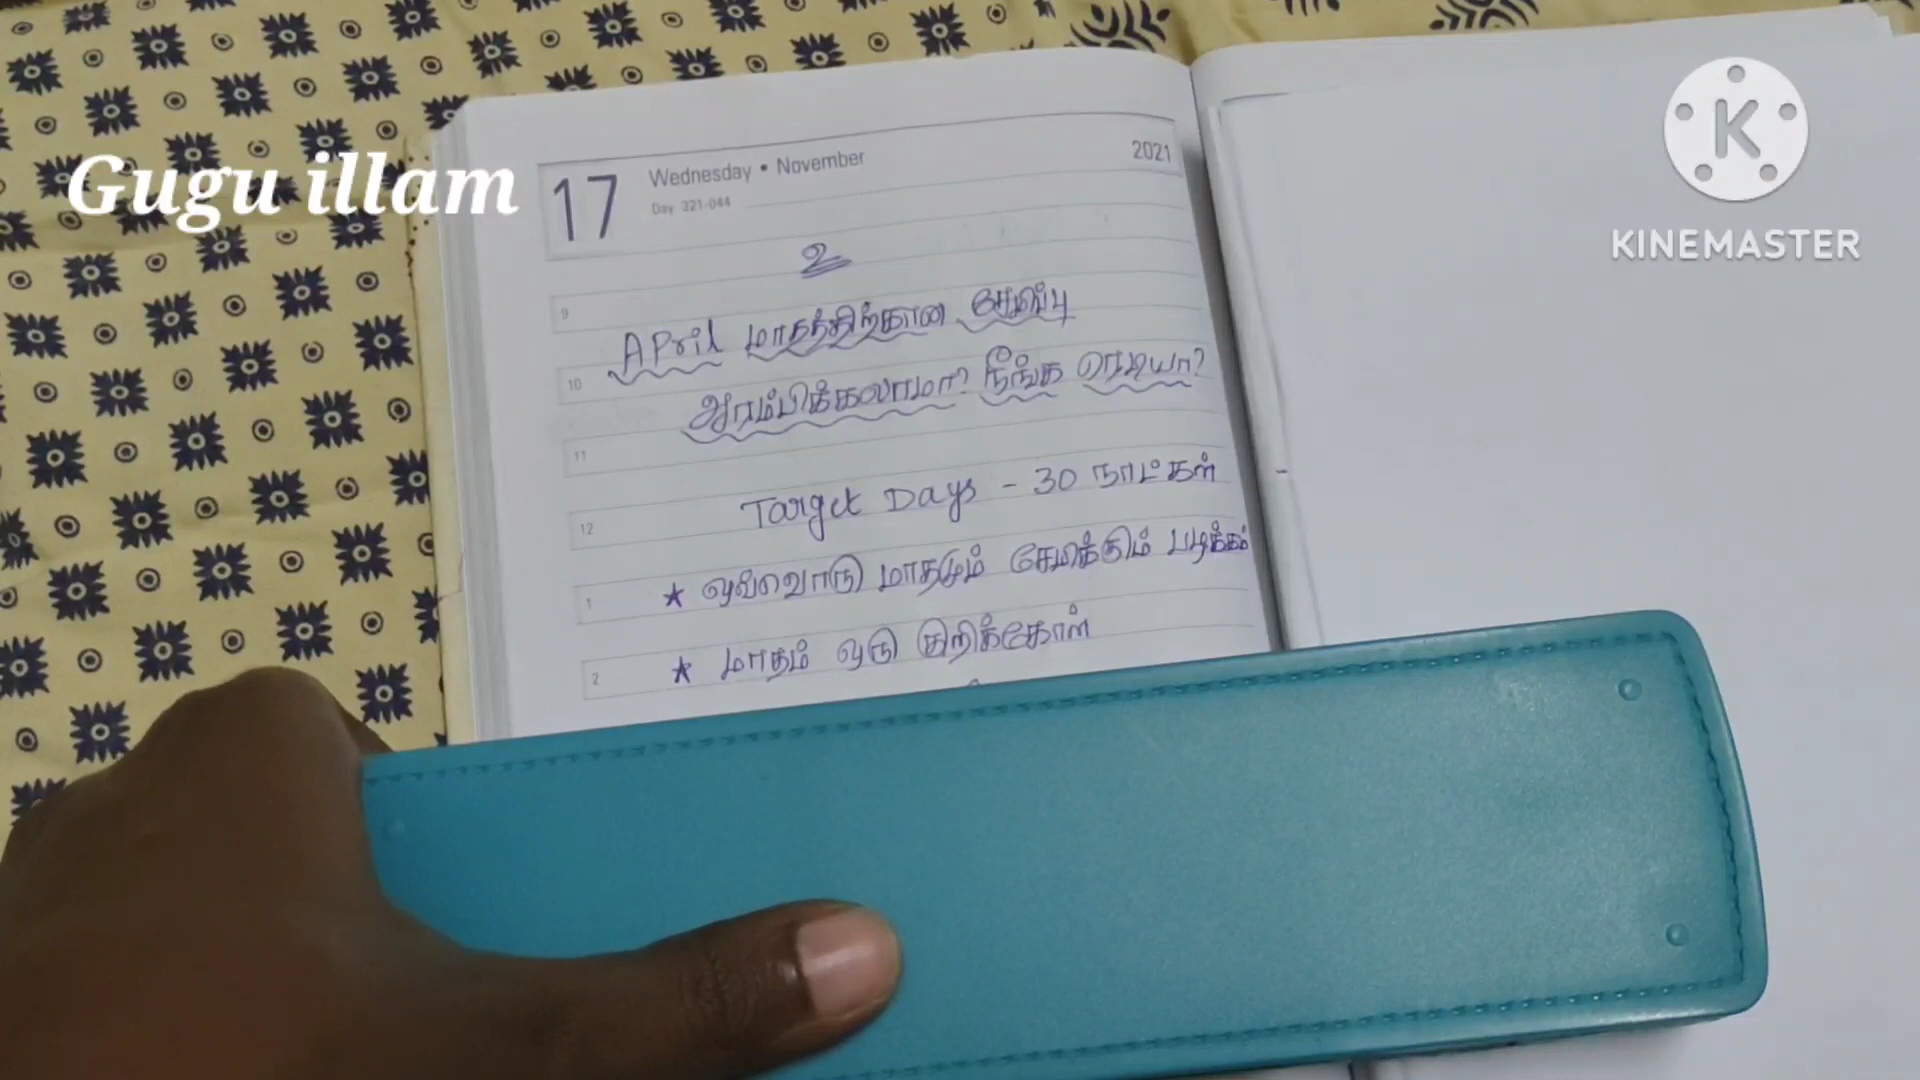 Gugu illam
KINEMASTER
17
Wednesday • November
2021
Day 321-044
உ
April மாதத்திற்கான சேமிப்பு
ஆரம்பிக்கலாமா? நீங்க ரெடியா?
Target Days - 30 நாட்கள்
★ ஒவ்வொரு மாதமும் சேமிக்கும் பழக்கம்
★ மாதம் ஒரு குறிக்கோள்
9
10
11
12
1
2